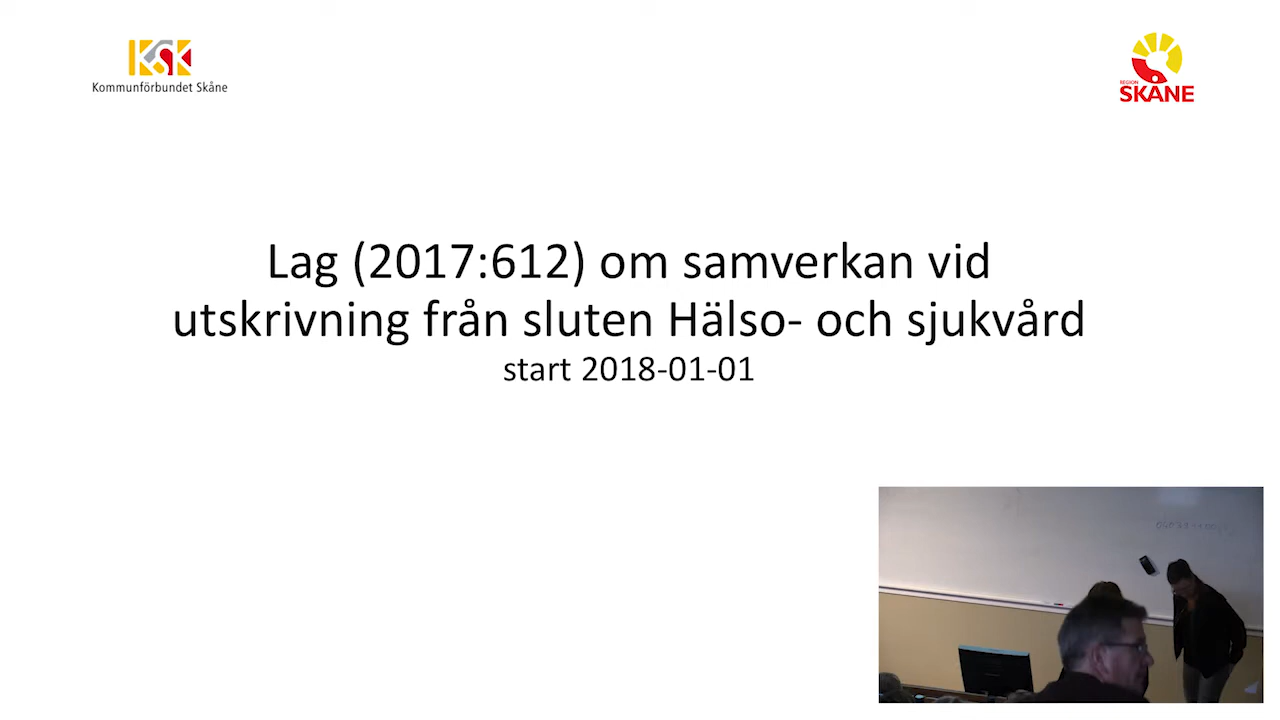 KSK
Kommunförbundet Skåne
REGION
SKÅNE
Lag (2017:612) om samverkan vid
utskrivning från sluten Hälso- och sjukvård
start 2018-01-01